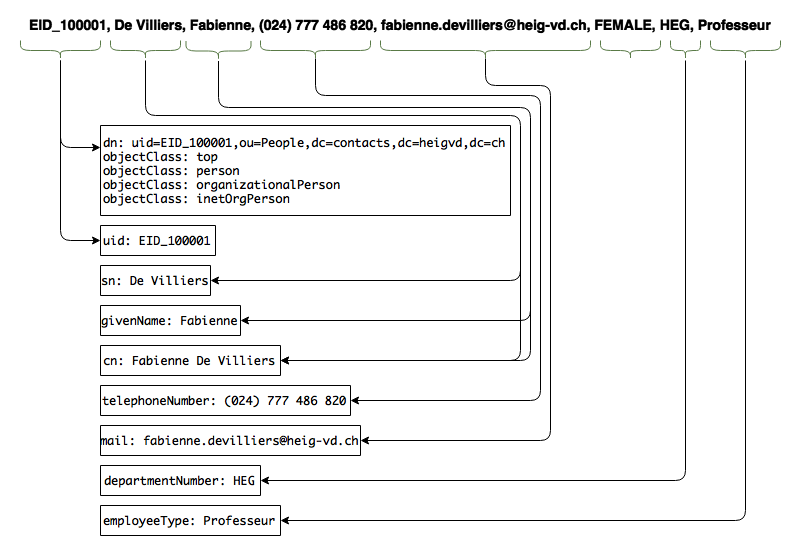 EID_100001, De Villiers, Fabienne, (024) 777 486 820, fabienne.devilliers@heig-vd.ch, FEMALE, HEG, Professeur
dn: uid=EID_100001,ou=People,dc=contacts,dc=heigvd,dc=ch
objectClass: top
objectClass: person
objectClass: organizationalPerson
objectClass: inetOrgPerson
uid: EID_100001
sn: De Villiers
givenName: Fabienne
cn: Fabienne De Villiers
telephoneNumber: (024) 777 486 820
mail: fabienne.devilliers@heig-vd.ch
departmentNumber: HEG
employeeType: Professeur